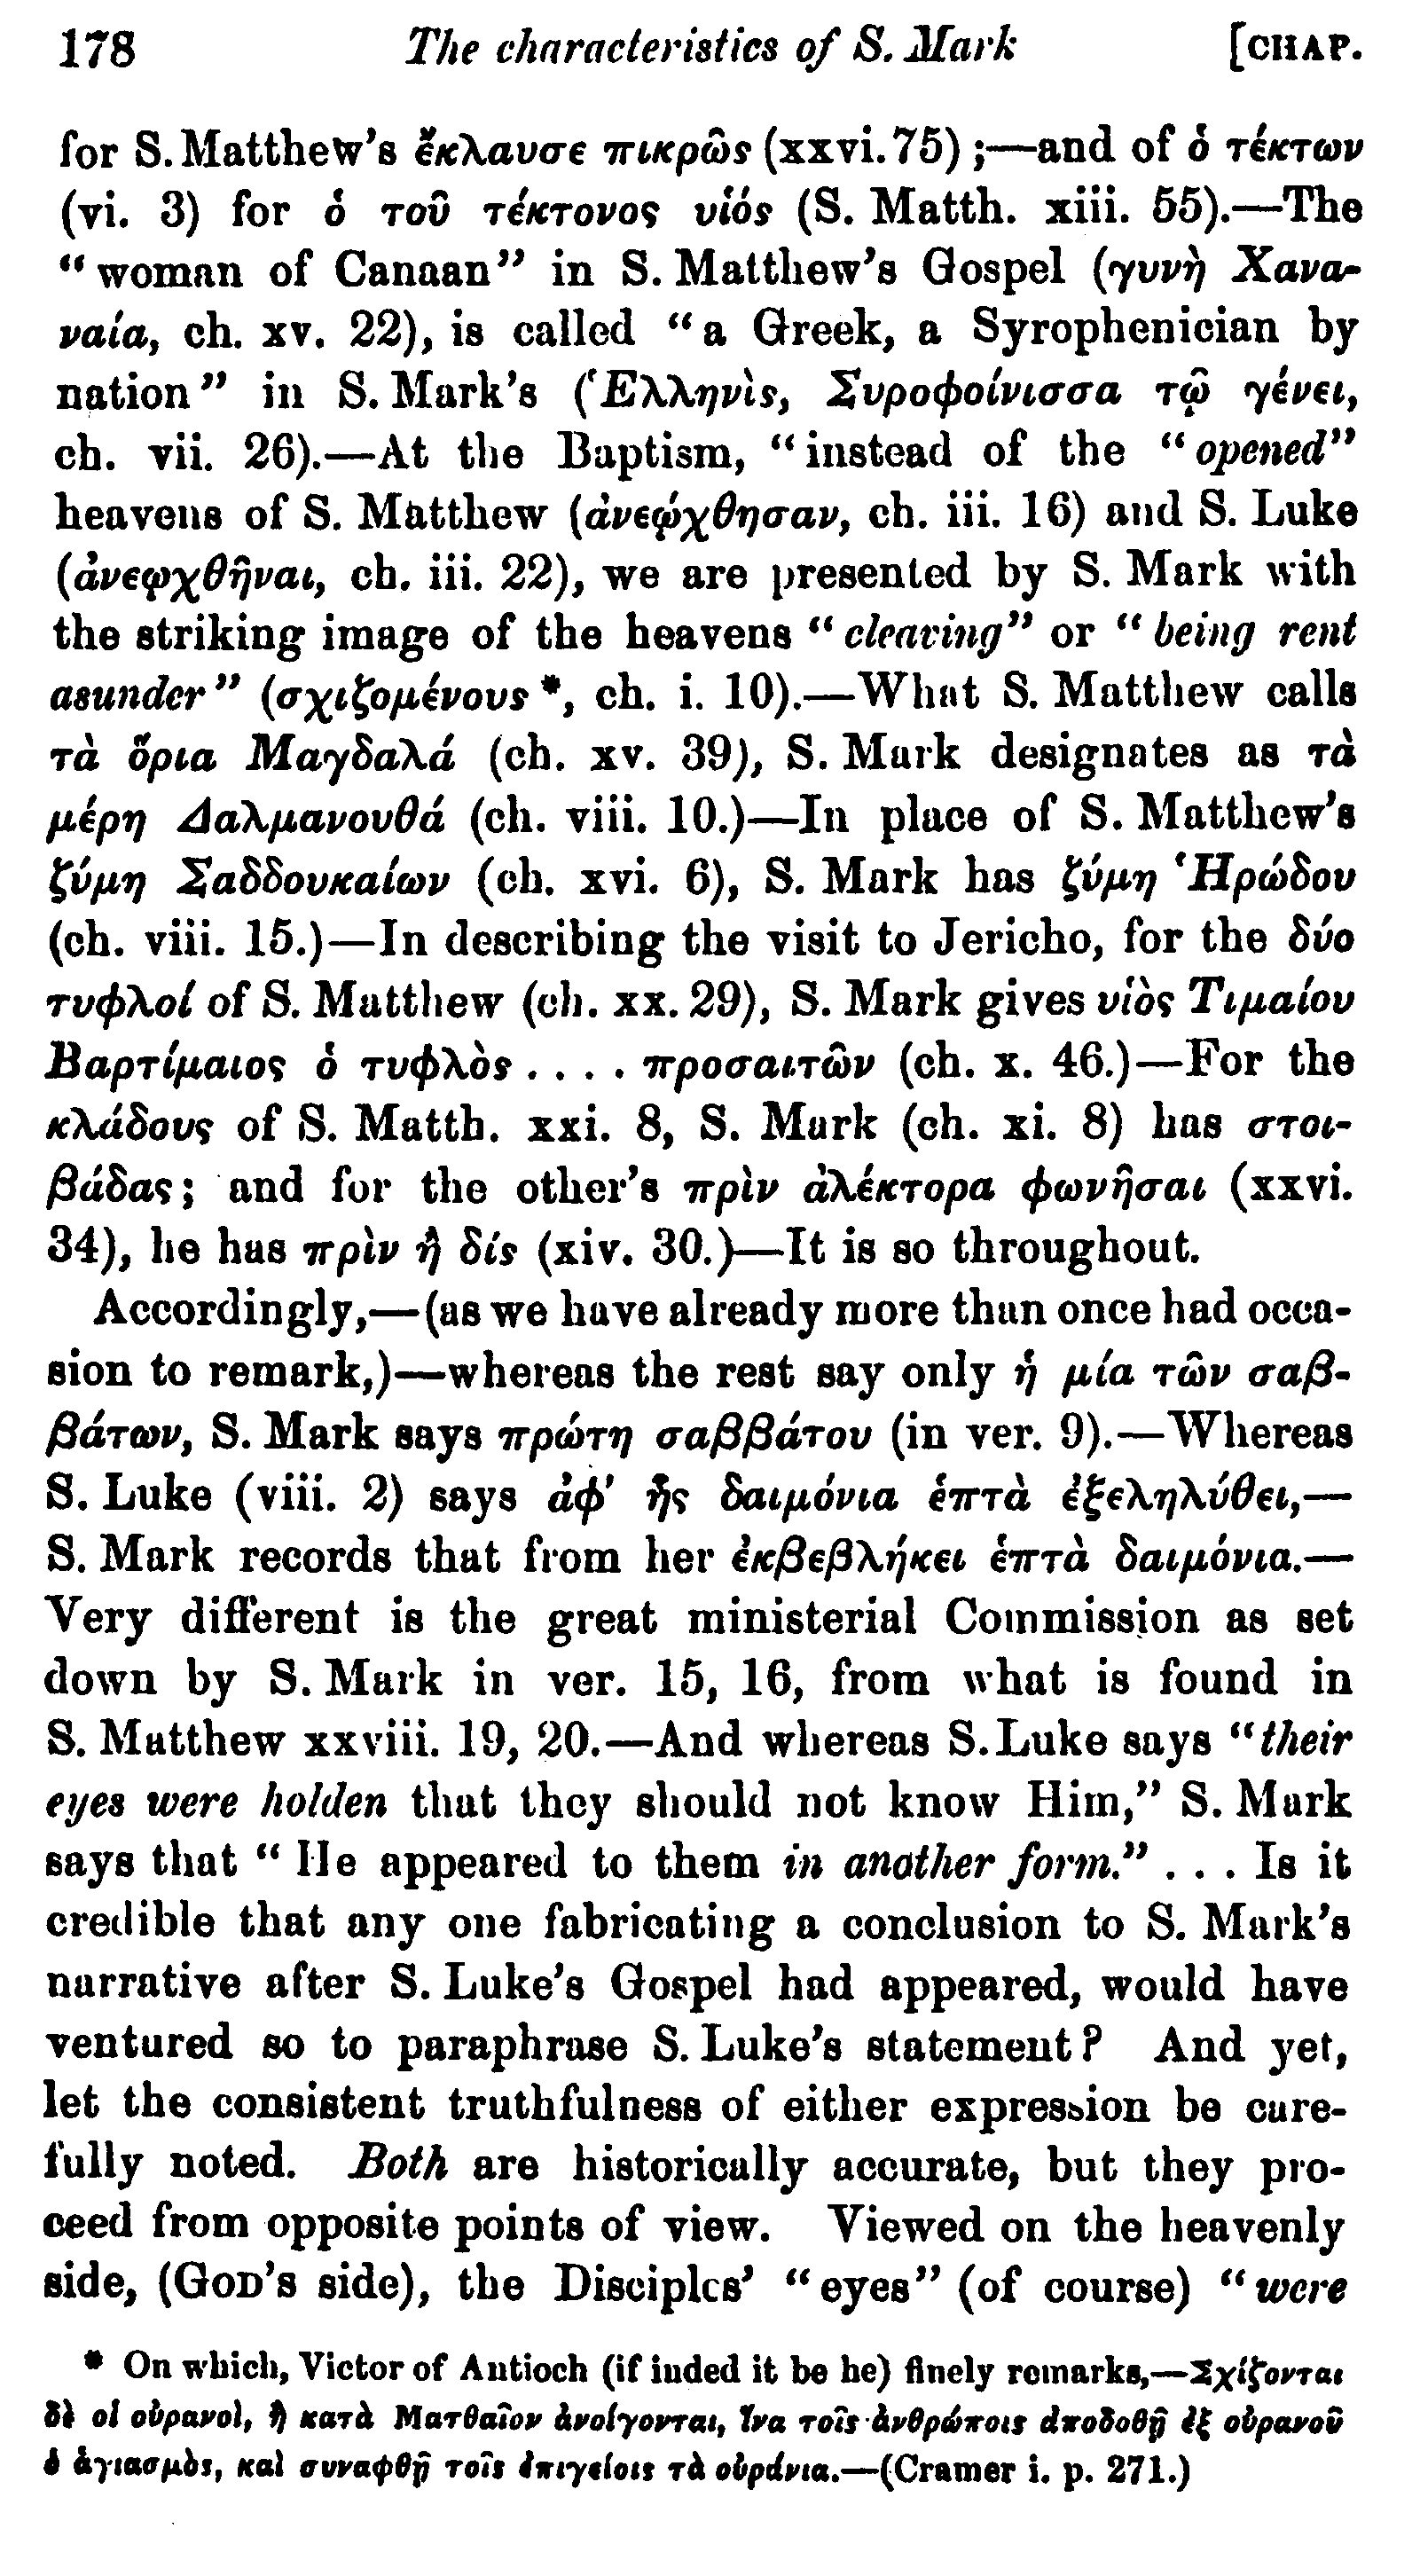 178 The characteristics of S. Mark [CHAP.
for S. Matthew's ἔκλαυσε πικρῶς (xxvi. 75) ;—and of ὁ τέκτων
(vi. 3) for ὁ τοῦ τέκτονος υἱός (S. Matth. xiii. 55).—The
“woman of Canaan” in S. Matthew's Gospel (γυνὴ Χανα-
ναία, ch. xv. 22), is called “a Greek, a Syrophenician by
nation” in S. Mark's (Ἑλληνὶς, Συροφοίνισσα τῷ γένει,
ch. vii. 26).—At the Baptism, “instead of the “opened”
heavens of S. Matthew (ἀνεῴχθησαν, ch. iii. 16) and S. Luke
(ἀνεῳχθῆναι, ch. iii. 22), we are presented by S. Mark with
the striking image of the heavens “cleaving” or “being rent
asunder” (σχιζομένους *, ch. i. 10).—What S. Matthew calls
τὰ ὅρια Μαγδαλά (ch. xv. 39), S. Mark designates as τὰ
μέρη Δαλμανουθά (ch. viii. 10.)—In place of S. Matthew's
ζύμη Σαδδουκαίων (ch. xvi. 6), S. Mark has ζύμη Ἡρώδου
(ch. viii. 15.)—In describing the visit to Jericho, for the δύο
τυφλοί of S. Matthew (ch. xx. 29), S. Mark gives υἱὸς Τιμαίου
Βαρτίμαιος ὁ τυφλὸς . . . . προσαιτῶν (ch. x. 46.)—For the
κλάδους of S. Matth. xxi. 8, S. Mark (ch. xi. 8) has στοι-
βάδας; and for the other's πρὶν ἀλέκτορα φωνῆσαι (xxvi.
34), he has πρὶν ἢ δίς (xiv. 30.)—It is so throughout.
Accordingly,—(as we have already more than once had occa-
sion to remark,)—whereas the rest say only ἡ μία τῶν σαβ-
βάτων, S. Mark says πρώτη σαββάτου (in ver. 9).—Whereas
S. Luke (viii. 2) says ἀφ' ἧς δαιμόνια ἑπτὰ ἐξεληλύθει,—
S. Mark records that from her ἐκβεβλήκει ἑπτὰ δαιμόνια.—
Very different is the great ministerial Commission as set
down by S. Mark in ver. 15, 16, from what is found in
S. Matthew xxviii. 19, 20.—And whereas S. Luke says “their
eyes were holden that they should not know Him,” S. Mark
says that “He appeared to them in another form.” . . . Is it
credible that any one fabricating a conclusion to S. Mark's
narrative after S. Luke's Gospel had appeared, would have
ventured so to paraphrase S. Luke's statement? And yet,
let the consistent truthfulness of either expression be care-
fully noted. Both are historically accurate, but they pro-
ceed from opposite points of view. Viewed on the heavenly
side, (GOD's side), the Disciples' “eyes” (of course) “were
* On which, Victor of Antioch (if inded it be he) finely remarks,—Σχίζονται
δὲ οἱ οὐρανοὶ, ἢ κατὰ Ματθαῖον ἀνοίγονται, ἵνα τοῖς ἀνθρώποις ἀποδοθῇ ἐξ οὐρανοῦ
ὁ ἁγιασμὸς, καὶ συναφθῇ τοῖς ἐπιγείοις τὰ οὐράνια.—(Cramer i. p. 271.)